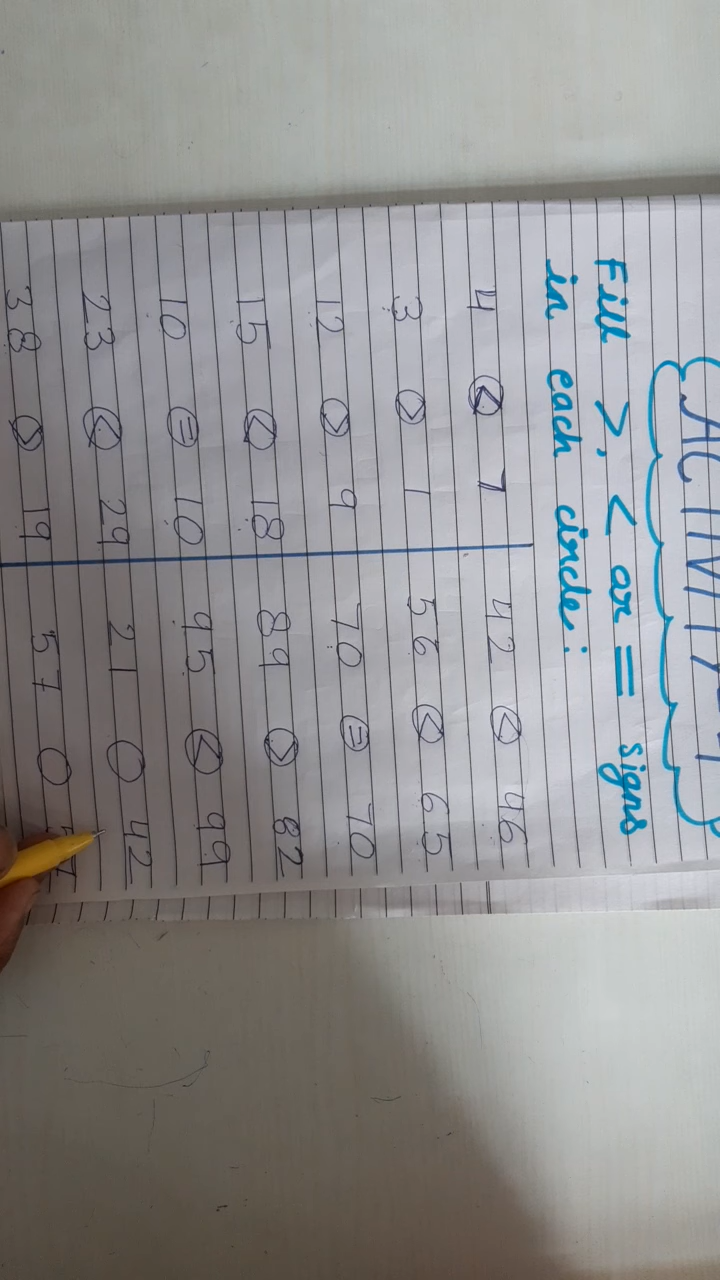 ACTIVITY-1
Fill >, < or = signs
in each circle:
4 < 7 42 < 46
3 > 1 56 < 65
12 > 9 70 = 70
15 < 18 89 > 82
10 = 10 95 < 99
23 < 29 21 42
38 > 19 57